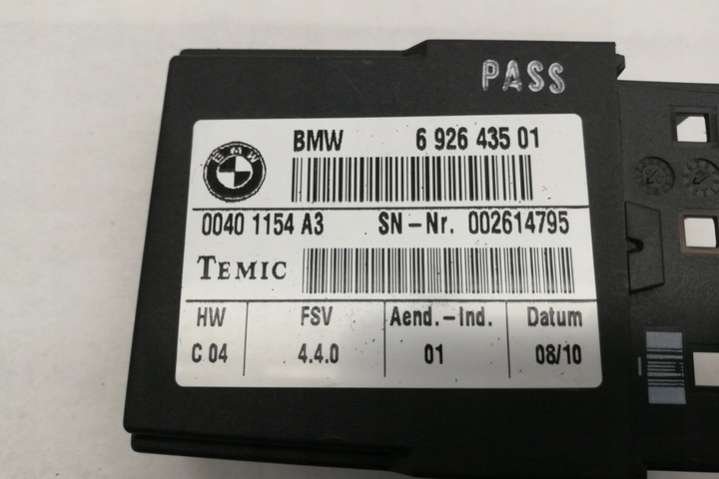 PASS
BMW 6 926 435 01
BMW
0040 1154 A3 SN-Nr. 002614795
TEMIC
HW FSV Aend.-Ind. Datum
C 04 4.4.0 01 08/10